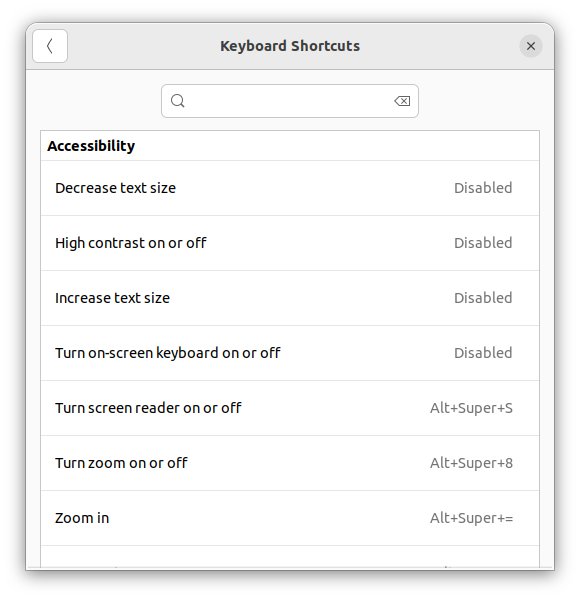 Keyboard Shortcuts
Accessibility
Decrease text size Disabled
High contrast on or off Disabled
Increase text size Disabled
Turn on-screen keyboard on or off Disabled
Turn screen reader on or off Alt+Super+S
Turn zoom on or off Alt+Super+8
Zoom in Alt+Super+=